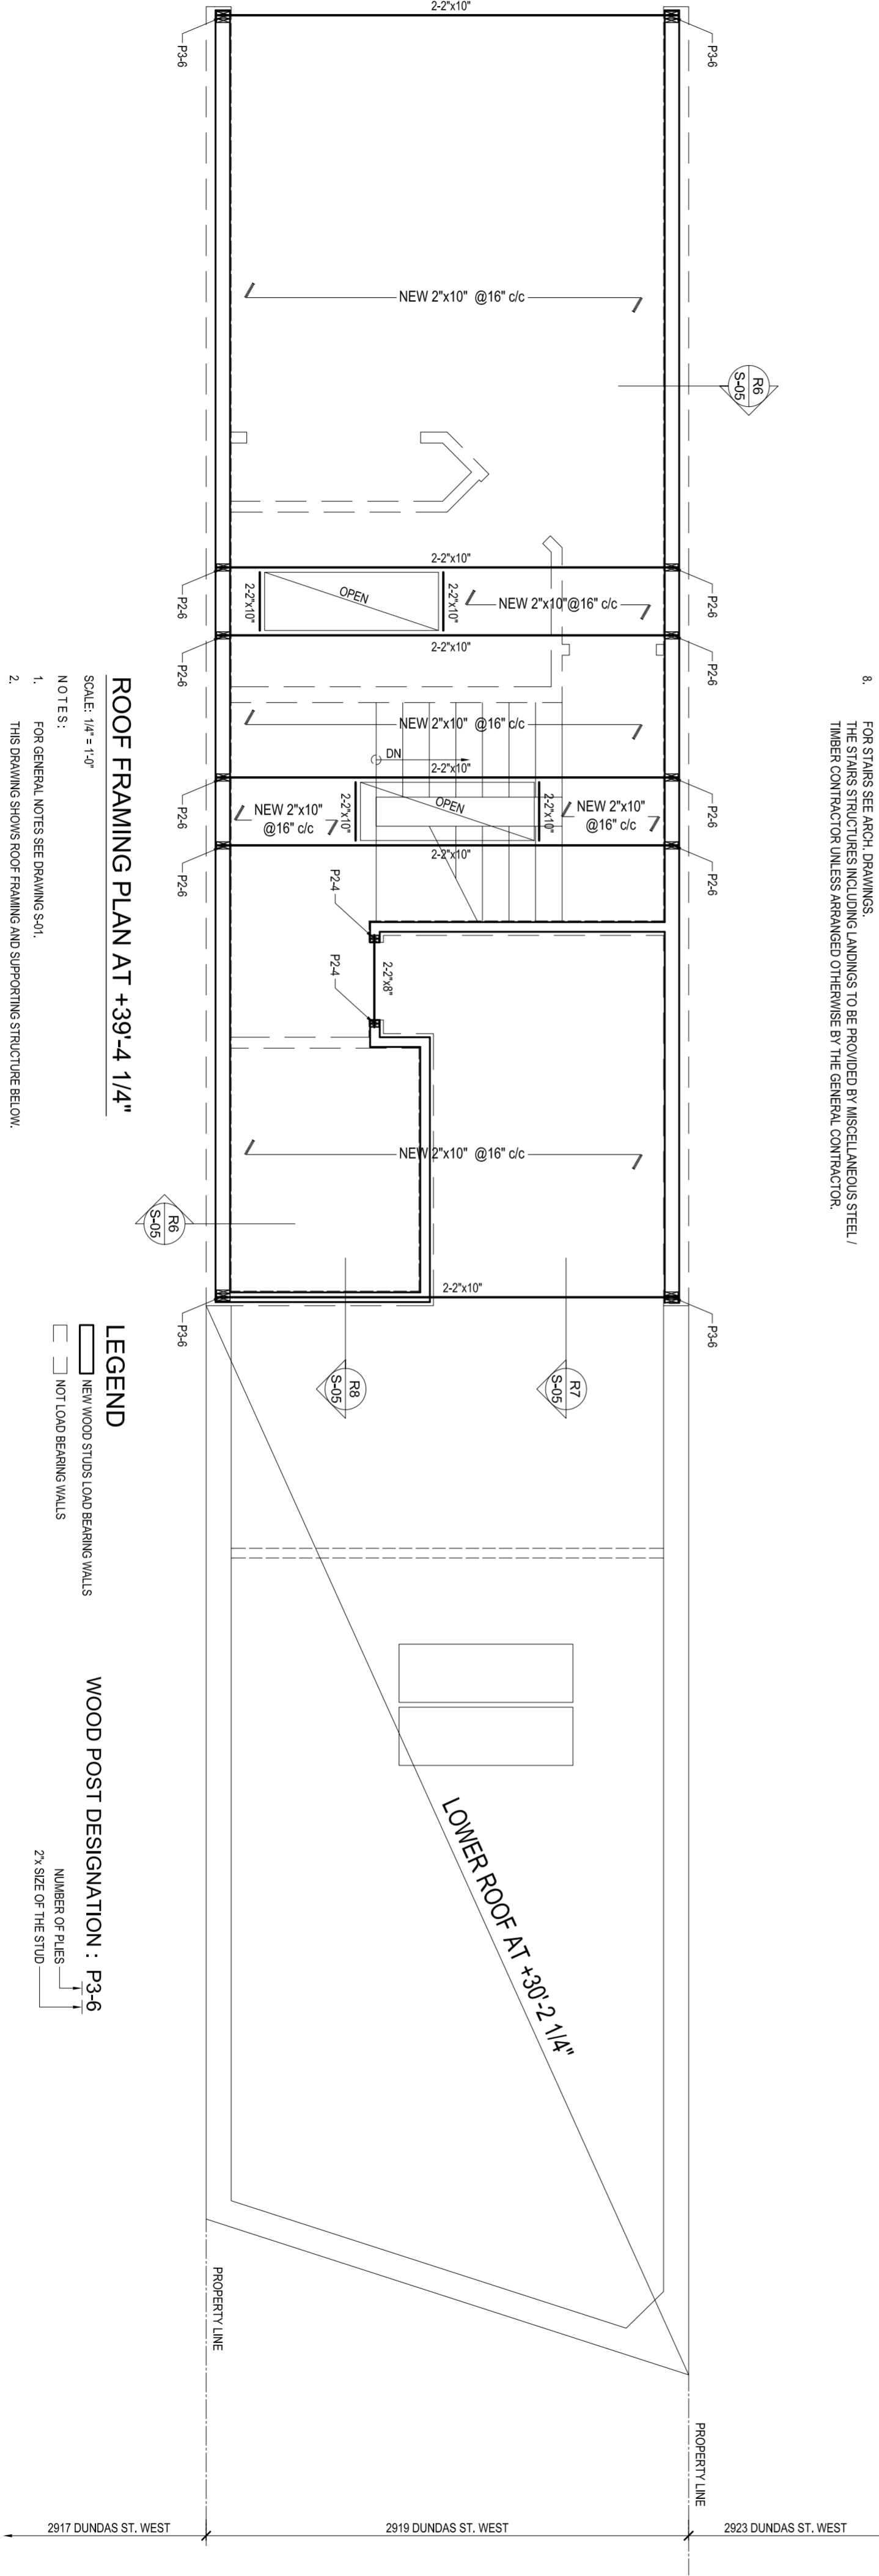 2-2"x10"
P3-6
P3-6
NEW 2"x10" @16" c/c
R6
S-05
2-2"x10"
P2-6
P2-6
2-2"x10"
OPEN
2-2"x10"
NEW 2"x10"@16" c/c
2-2"x10"
P2-6
P2-6
NEW 2"x10" @16" c/c
DN
2-2"x10"
P2-6
P2-6
NEW 2"x10"
@16" c/c
2-2"x10"
OPEN
2-2"x10"
NEW 2"x10"
@16" c/c
2-2"x10"
P2-6
P2-6
P2-4
P2-4
2-2"x8"
NEW 2"x10" @16" c/c
R6
S-05
2-2"x10"
P3-6
P3-6
R8
S-05
R7
S-05
LOWER ROOF AT +30'-2 1/4"
PROPERTY LINE
PROPERTY LINE
2917 DUNDAS ST. WEST
2919 DUNDAS ST. WEST
2923 DUNDAS ST. WEST
8. FOR STAIRS SEE ARCH. DRAWINGS.
THE STAIRS STRUCTURES INCLUDING LANDINGS TO BE PROVIDED BY MISCELLANEOUS STEEL /
TIMBER CONTRACTOR UNLESS ARRANGED OTHERWISE BY THE GENERAL CONTRACTOR.
ROOF FRAMING PLAN AT +39'-4 1/4"
SCALE: 1/4" = 1'-0"
NOTES:
1. FOR GENERAL NOTES SEE DRAWING S-01.
2. THIS DRAWING SHOWS ROOF FRAMING AND SUPPORTING STRUCTURE BELOW.
LEGEND
NEW WOOD STUDS LOAD BEARING WALLS
NOT LOAD BEARING WALLS
WOOD POST DESIGNATION : P3-6
NUMBER OF PLIES
2"x SIZE OF THE STUD